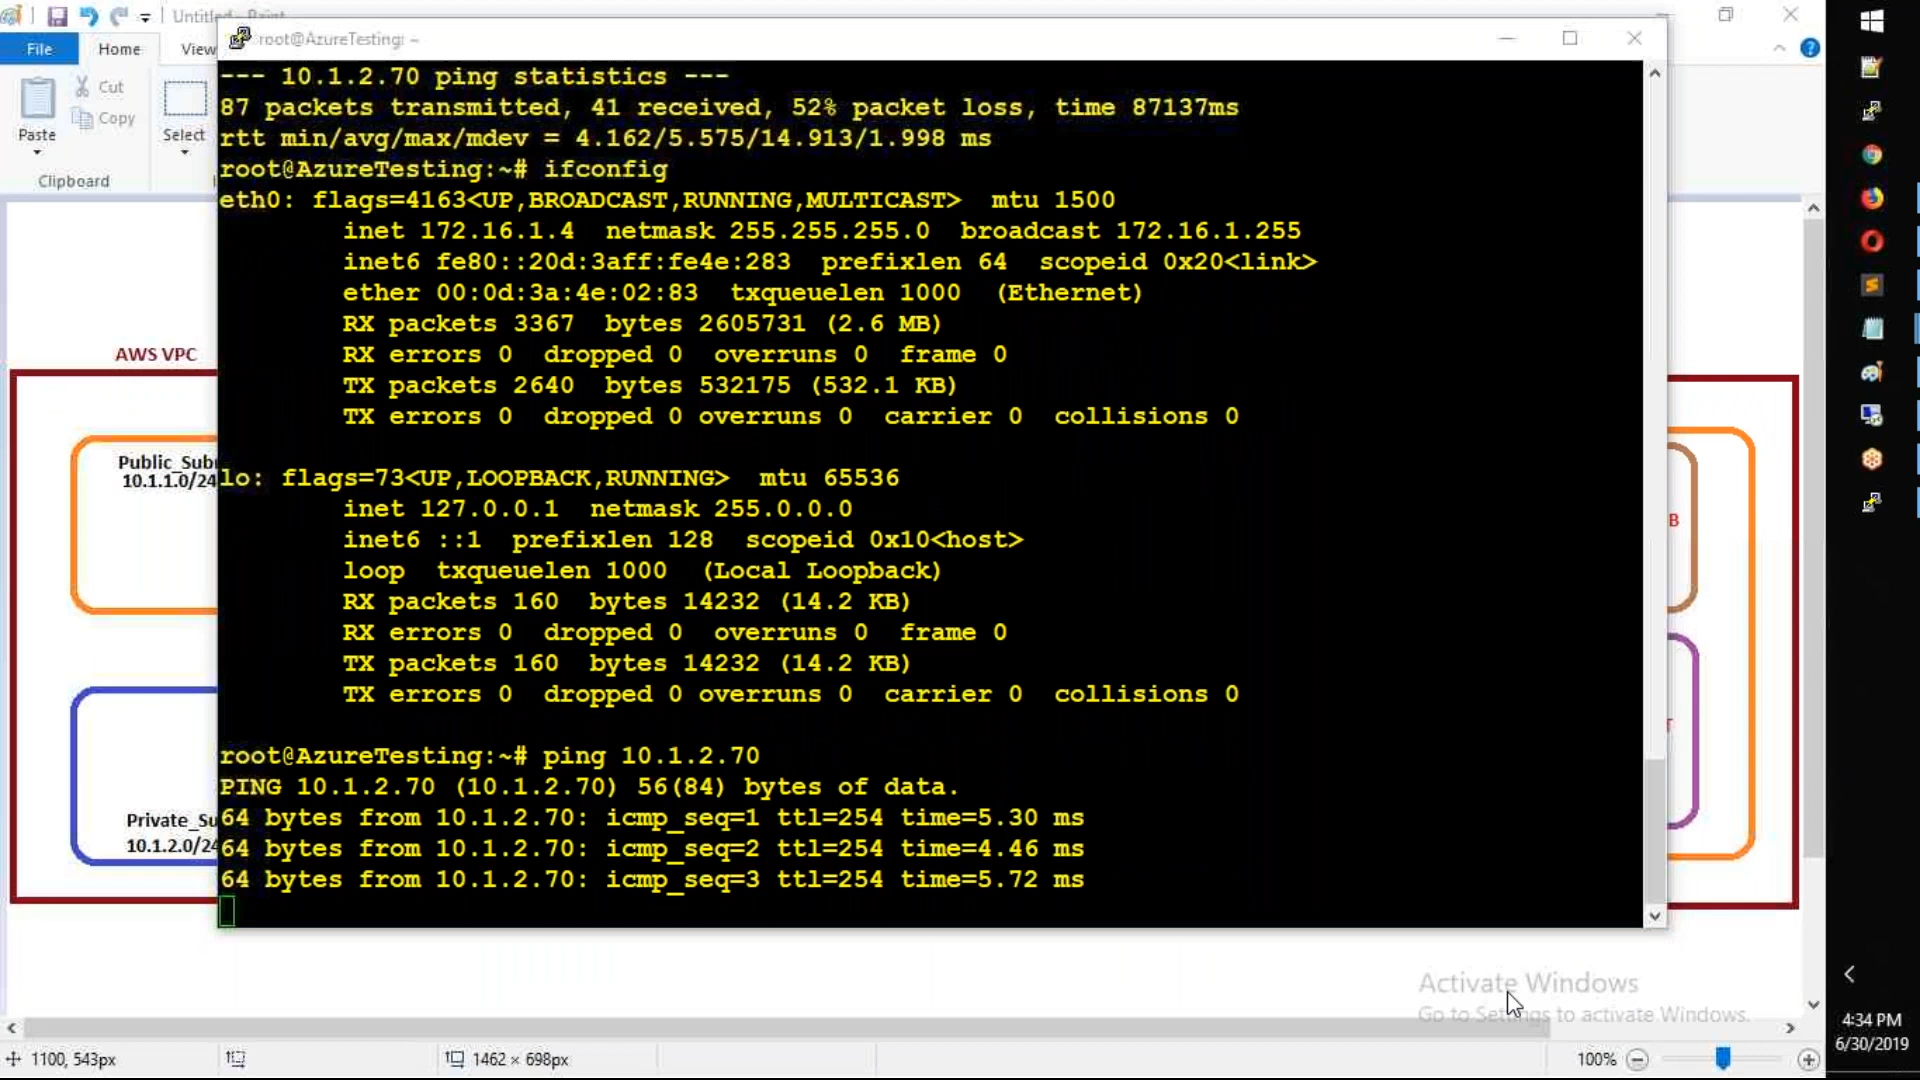 Untitled - Paint
File
Home
View
Paste
Cut
Copy
Select
Clipboard
root@AzureTesting: ~
--- 10.1.2.70 ping statistics ---
87 packets transmitted, 41 received, 52% packet loss, time 87137ms
rtt min/avg/max/mdev = 4.162/5.575/14.913/1.998 ms
root@AzureTesting:~# ifconfig
eth0: flags=4163<UP,BROADCAST,RUNNING,MULTICAST>  mtu 1500
inet 172.16.1.4  netmask 255.255.255.0  broadcast 172.16.1.255
inet6 fe80::20d:3aff:fe4e:283  prefixlen 64  scopeid 0x20<link>
ether 00:0d:3a:4e:02:83  txqueuelen 1000  (Ethernet)
RX packets 3367  bytes 2605731 (2.6 MB)
RX errors 0  dropped 0  overruns 0  frame 0
TX packets 2640  bytes 532175 (532.1 KB)
TX errors 0  dropped 0 overruns 0  carrier 0  collisions 0
lo: flags=73<UP,LOOPBACK,RUNNING>  mtu 65536
inet 127.0.0.1  netmask 255.0.0.0
inet6 ::1  prefixlen 128  scopeid 0x10<host>
loop  txqueuelen 1000  (Local Loopback)
RX packets 160  bytes 14232 (14.2 KB)
RX errors 0  dropped 0  overruns 0  frame 0
TX packets 160  bytes 14232 (14.2 KB)
TX errors 0  dropped 0 overruns 0  carrier 0  collisions 0
root@AzureTesting:~# ping 10.1.2.70
PING 10.1.2.70 (10.1.2.70) 56(84) bytes of data.
64 bytes from 10.1.2.70: icmp_seq=1 ttl=254 time=5.30 ms
64 bytes from 10.1.2.70: icmp_seq=2 ttl=254 time=4.46 ms
64 bytes from 10.1.2.70: icmp_seq=3 ttl=254 time=5.72 ms
AWS VPC
Public_Sub
10.1.1.0/24
Private_Su
10.1.2.0/24
B
Activate Windows
Go to Settings to activate Windows.
1100, 543px
1462 × 698px
100%
4:34 PM
6/30/2019